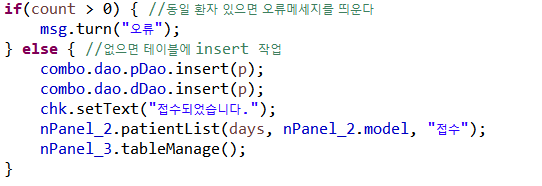 if(count > 0) { //동일 환자 있으면 오류메세지를 띄운다
    msg.turn("오류");
} else { //없으면 테이블에 insert 작업
    combo.dao.pDao.insert(p);
    combo.dao.dDao.insert(p);
    chk.setText("접수되었습니다.");
    nPanel_2.patientList(days, nPanel_2.model, "접수");
    nPanel_3.tableManage();
}